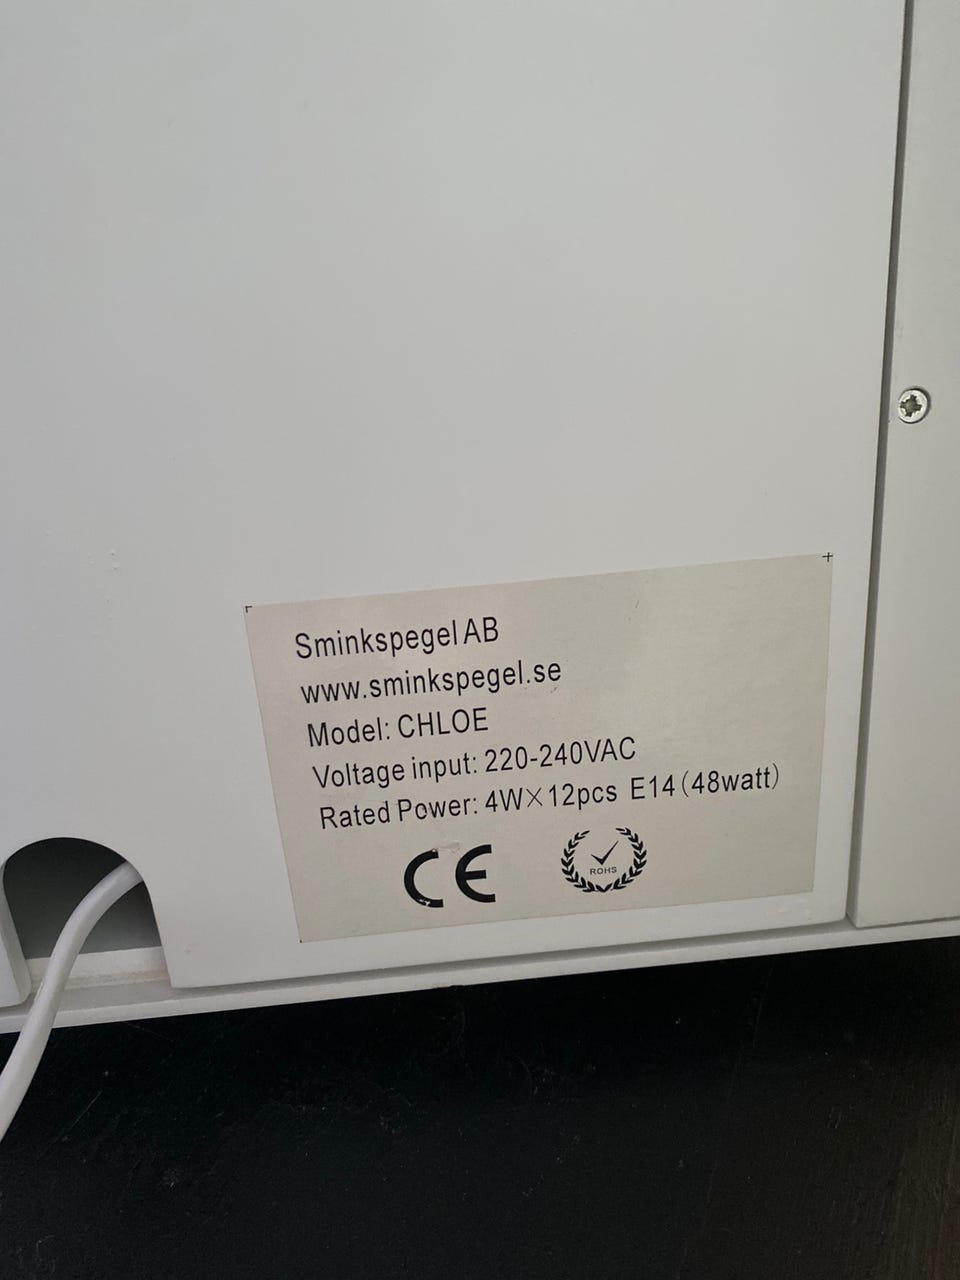 Sminkspegel AB
www.sminkspegel.se
Model: CHLOE
Voltage input: 220-240VAC
Rated Power: 4W×12pcs E14(48watt)
CE
ROHS